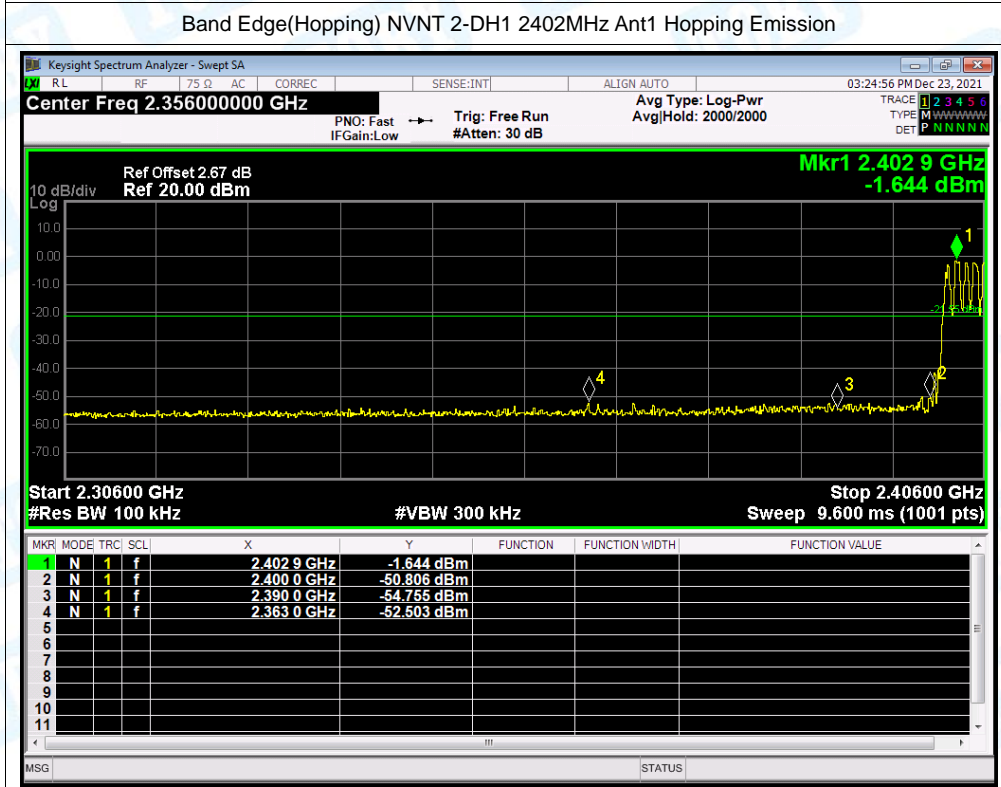 Band Edge(Hopping) NVNT 2-DH1 2402MHz Ant1 Hopping Emission
Keysight Spectrum Analyzer - Swept SA
LXI RL RF 75 Ω AC CORREC SENSE:INT ALIGN AUTO 03:24:56 PM Dec 23, 2021
Center Freq 2.356000000 GHz
PNO: Fast
IFGain:Low
Trig: Free Run
#Atten: 30 dB
Avg Type: Log-Pwr
Avg|Hold: 2000/2000
TRACE 1 2 3 4 5 6
TYPE M WWWWW
DET P N N N N N
Mkr1 2.402 9 GHz
-1.644 dBm
Ref Offset 2.67 dB
10 dB/div Ref 20.00 dBm
Log
10.0
0.00
-10.0
-20.0
-30.0
-40.0
-50.0
-60.0
-70.0
1
2
3
4
Start 2.30600 GHz Stop 2.40600 GHz
#Res BW 100 kHz #VBW 300 kHz Sweep 9.600 ms (1001 pts)
MKR MODE TRC SCL X Y FUNCTION FUNCTION WIDTH FUNCTION VALUE
1 N 1 f 2.402 9 GHz -1.644 dBm
2 N 1 f 2.400 0 GHz -50.806 dBm
3 N 1 f 2.390 0 GHz -54.755 dBm
4 N 1 f 2.363 0 GHz -52.503 dBm
5
6
7
8
9
10
11
MSG STATUS